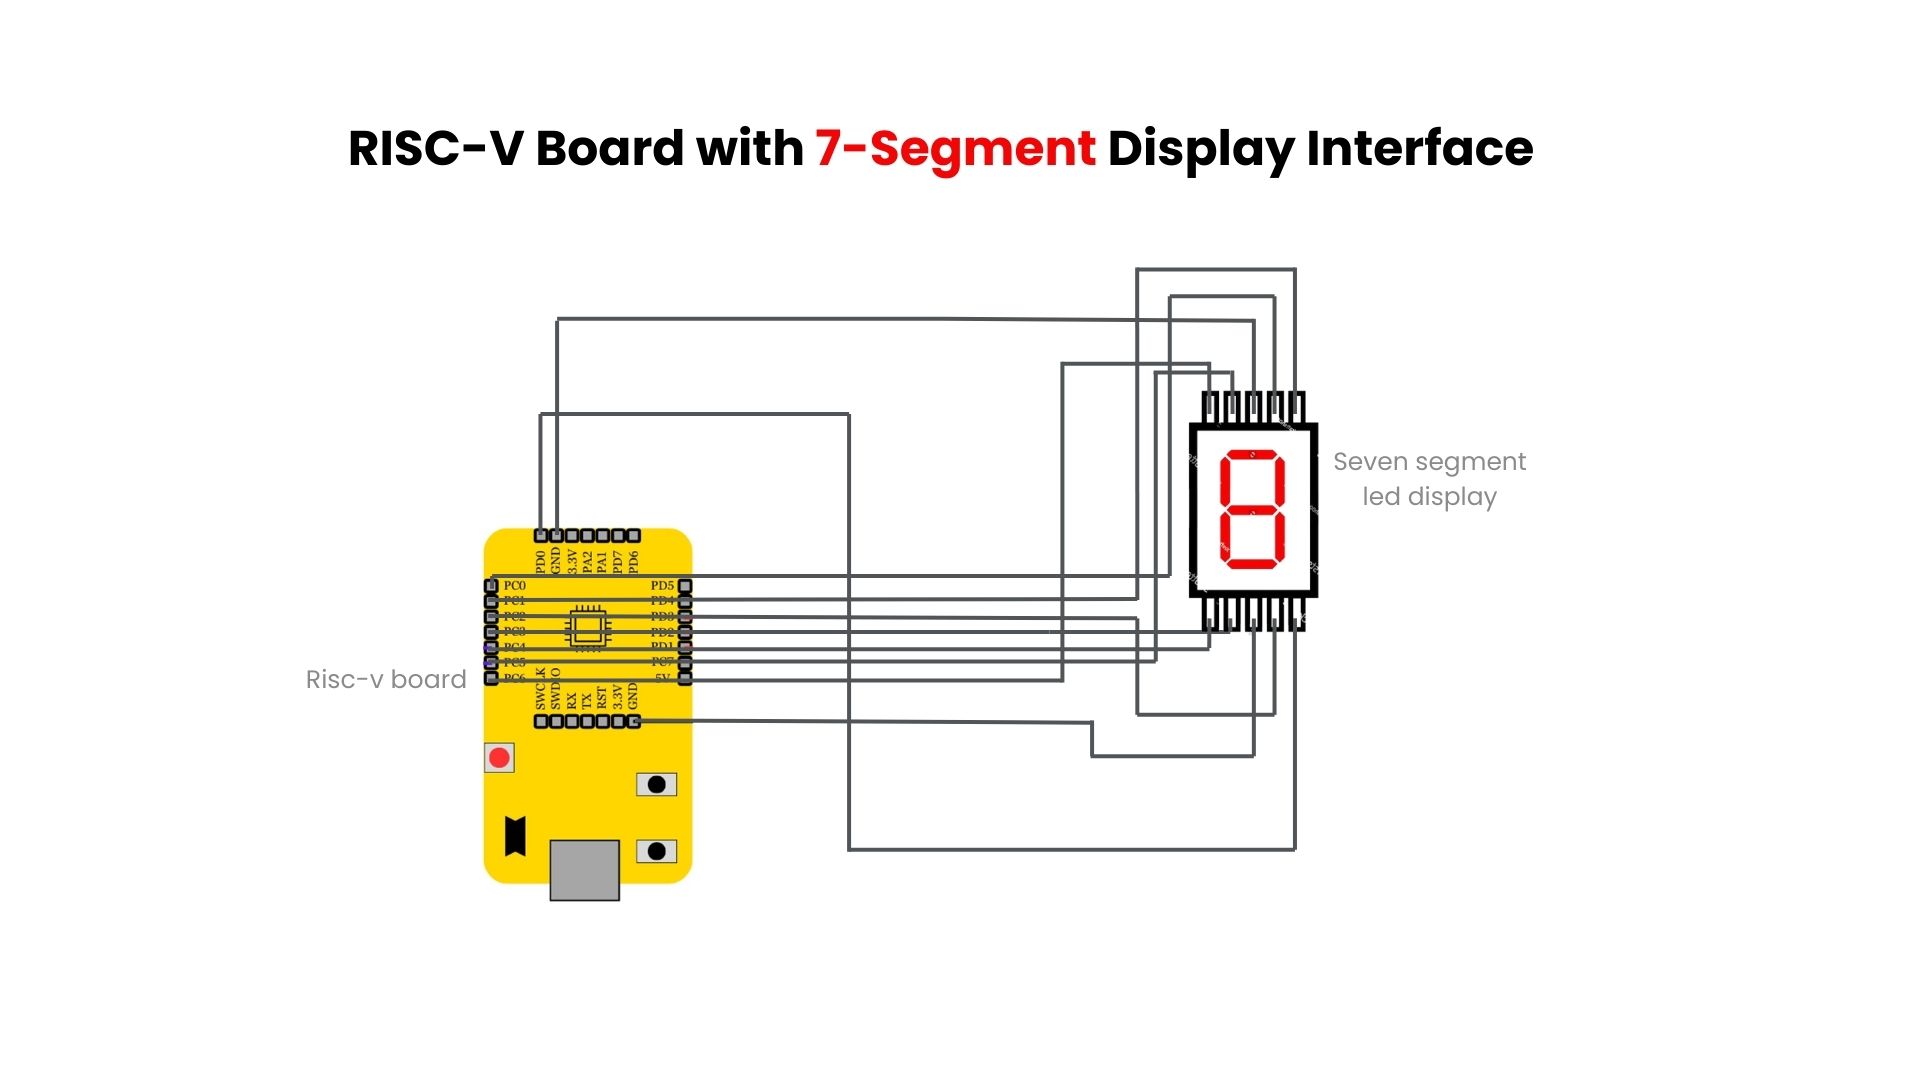 RISC-V Board with 7-Segment Display Interface
Seven segment
led display
Risc-v board
PD0
GND
3.3V
PA2
PA1
PD7
PD6
PC0
PC1
PC2
PC3
PC4
PC5
PC6
PD5
PD4
PD3
PD2
PD1
PC7
5V
SWCLK
SWDIO
RX
TX
RST
3.3V
GND